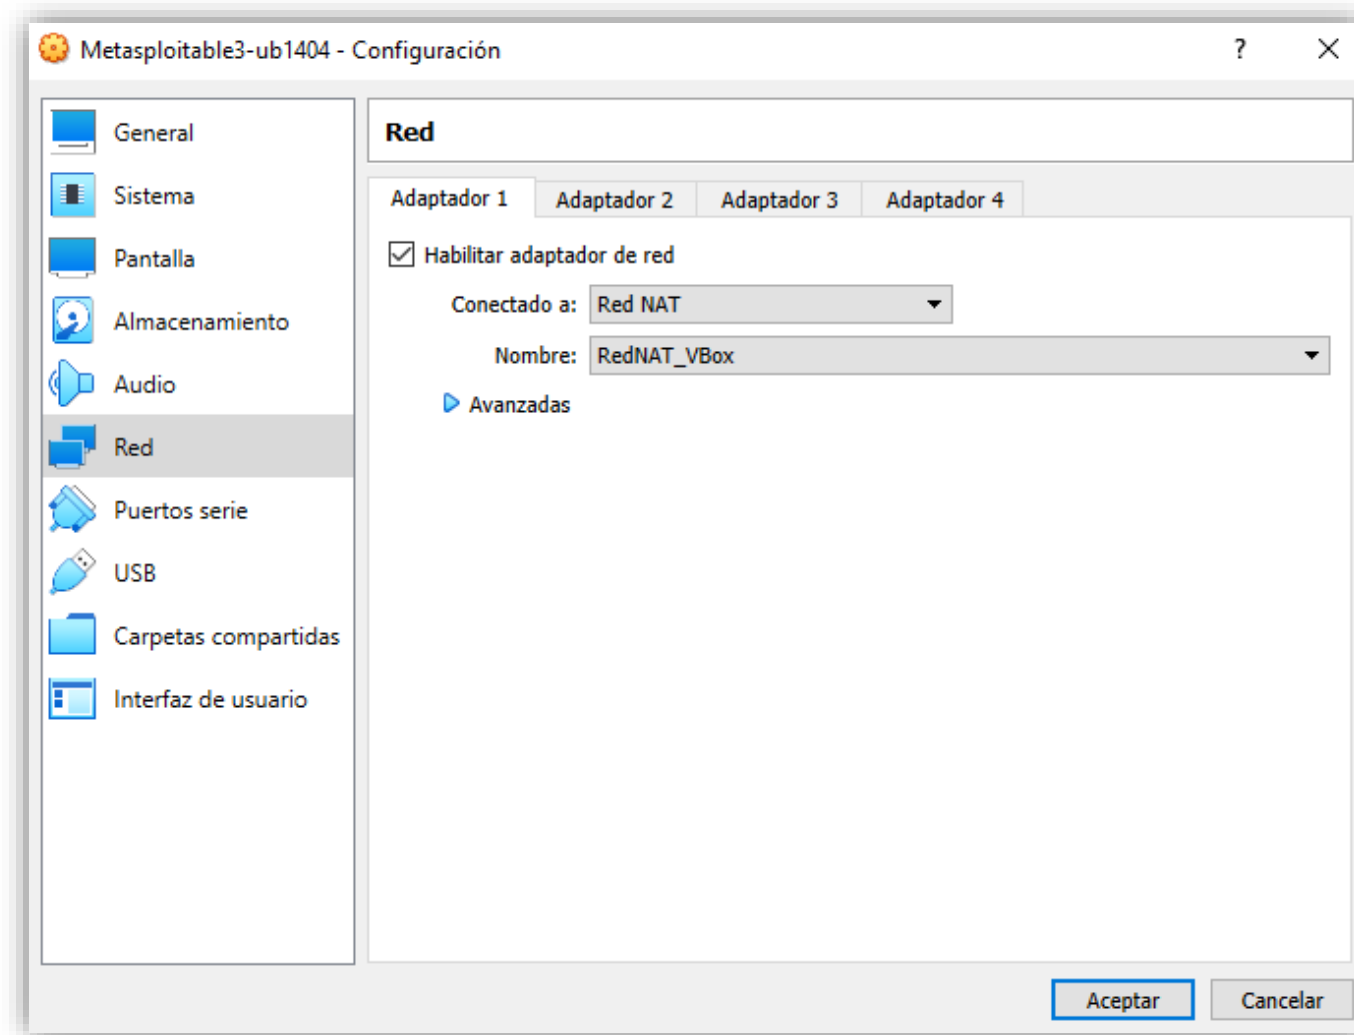 Metasploitable3-ub1404 - Configuración
?
General
Sistema
Pantalla
Almacenamiento
Audio
Red
Puertos serie
USB
Carpetas compartidas
Interfaz de usuario
Red
Adaptador 1 Adaptador 2 Adaptador 3 Adaptador 4
Habilitar adaptador de red
Conectado a: Red NAT
Nombre: RedNAT_VBox
Avanzadas
Aceptar Cancelar